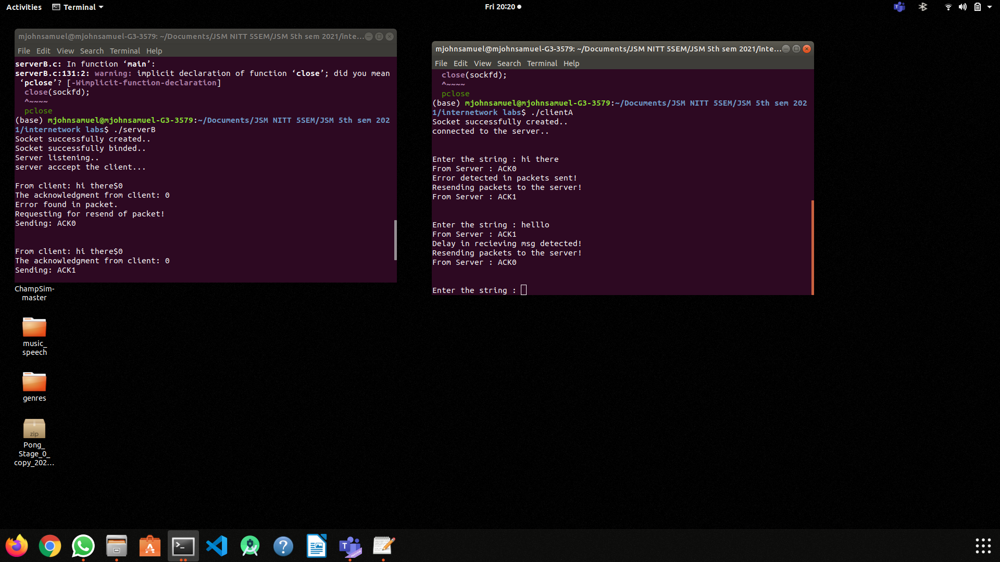 Activities Terminal Fri 20:20
mjohnsamuel@mjohnsamuel-G3-3579: ~/Documents/JSM NITT 5SEM/JSM 5th sem 2021/inte...
File Edit View Search Terminal Help
serverB.c: In function ‘main’:
serverB.c:131:2: warning: implicit declaration of function ‘close’; did you mean
‘pclose’? [-Wimplicit-function-declaration]
close(sockfd);
^~~~~
pclose
(base) mjohnsamuel@mjohnsamuel-G3-3579:~/Documents/JSM NITT 5SEM/JSM 5th sem 202
1/internetwork labs$ ./serverB
Socket successfully created..
Socket successfully binded..
Server listening..
server acccept the client...
From client: hi there$0
The acknowledgment from client: 0
Error found in packet.
Requesting for resend of packet!
Sending: ACK0
From client: hi there$0
The acknowledgment from client: 0
Sending: ACK1
mjohnsamuel@mjohnsamuel-G3-3579: ~/Documents/JSM NITT 5SEM/JSM 5th sem 2021/inte...
File Edit View Search Terminal Help
close(sockfd);
^~~~~
pclose
(base) mjohnsamuel@mjohnsamuel-G3-3579:~/Documents/JSM NITT 5SEM/JSM 5th sem 202
1/internetwork labs$ ./clientA
Socket successfully created..
connected to the server..
Enter the string : hi there
From Server : ACK0
Error detected in packets sent!
Resending packets to the server!
From Server : ACK1
Enter the string : helllo
From Server : ACK1
Delay in recieving msg detected!
Resending packets to the server!
From Server : ACK0
Enter the string :
ChampSim-
master
music_
speech
genres
zip
Pong_
Stage_0_
copy_202...